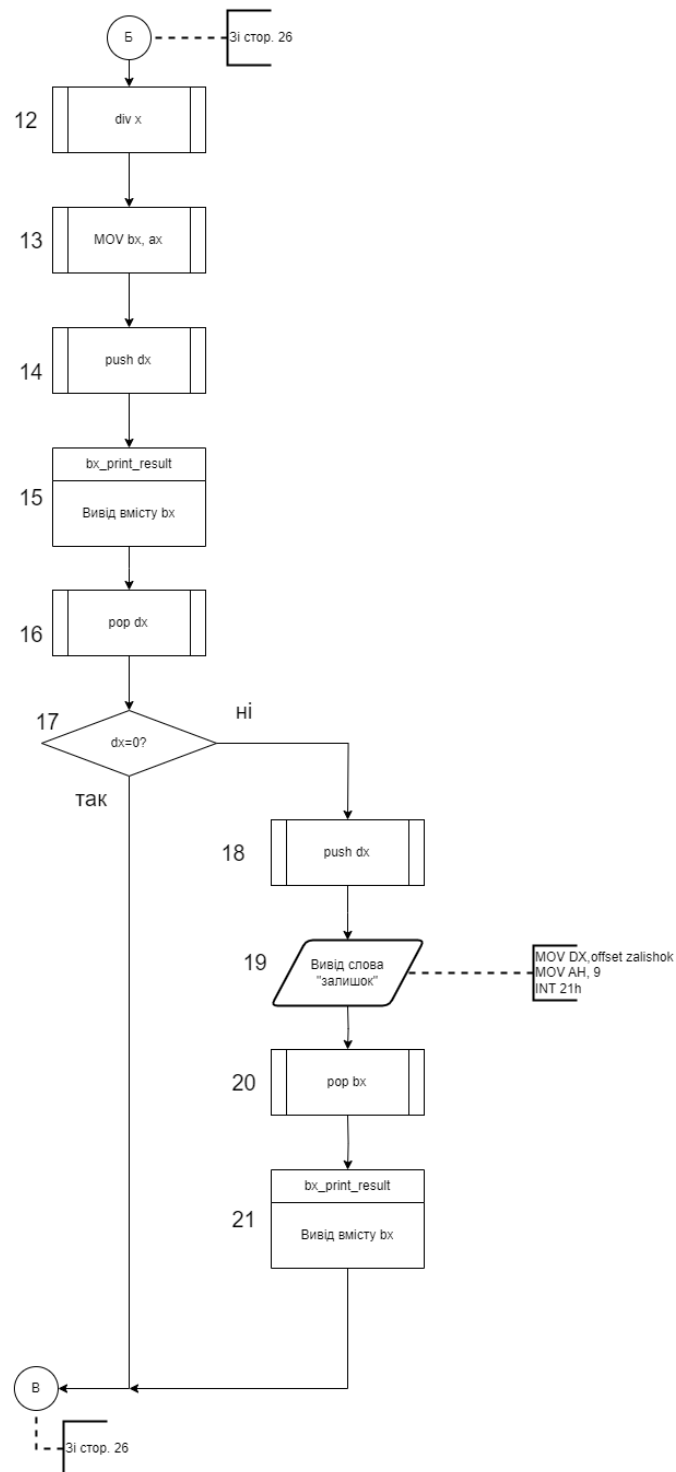 Б
Зі стор. 26
12
div x
13
MOV bx, ax
14
push dx
bx_print_result
15
Вивід вмісту bx
16
pop dx
17
ні
dx=0?
так
18
push dx
19
Вивід слова
"залишок"
MOV DX,offset zalishok
MOV AH, 9
INT 21h
20
pop bx
bx_print_result
21
Вивід вмісту bx
В
Зі стор. 26